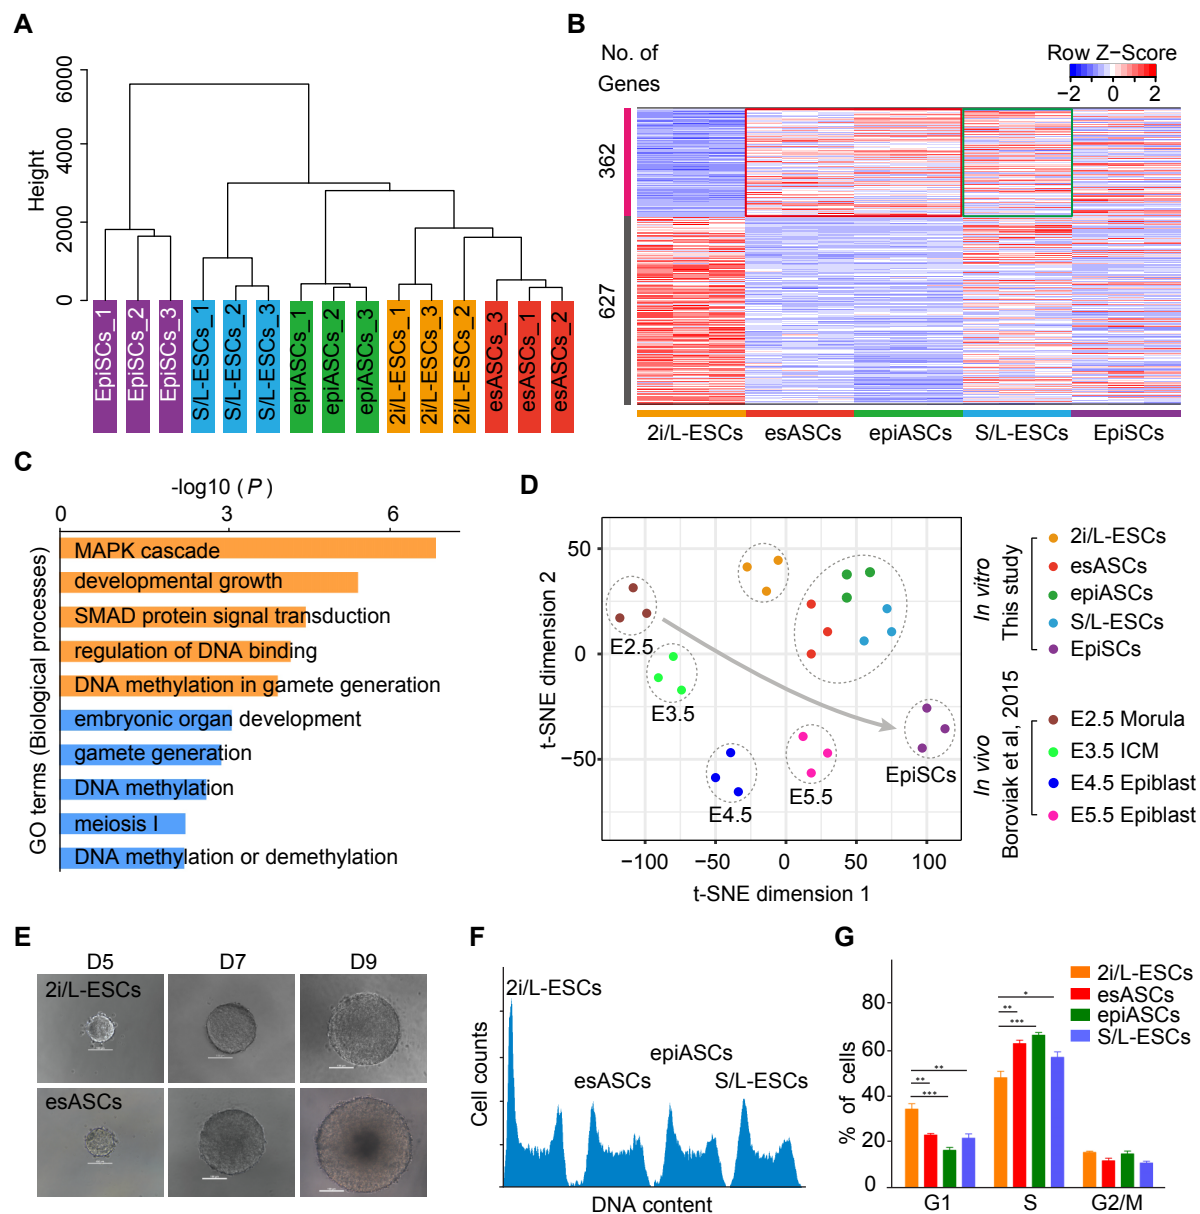 A
Height
6000
4000
2000
0
EpiSCs_1
EpiSCs_2
EpiSCs_3
S/L-ESCs_1
S/L-ESCs_2
S/L-ESCs_3
epiASCs_1
epiASCs_2
epiASCs_3
2i/L-ESCs_1
2i/L-ESCs_3
2i/L-ESCs_2
esASCs_3
esASCs_1
esASCs_2
B
No. of
Genes
Row Z−Score
−2 0 2
362
627
2i/L-ESCs esASCs epiASCs S/L-ESCs EpiSCs
C
-log10 (P)
0 3 6
GO terms (Biological processes)
MAPK cascade
developmental growth
SMAD protein signal transduction
regulation of DNA binding
DNA methylation in gamete generation
embryonic organ development
gamete generation
DNA methylation
meiosis I
DNA methylation or demethylation
D
t-SNE dimension 2
50
0
−50
E2.5
E3.5
E4.5
E5.5
EpiSCs
−100 −50 0 50 100
t-SNE dimension 1
In vitro
This study
2i/L-ESCs
esASCs
epiASCs
S/L-ESCs
EpiSCs
In vivo
Boroviak et al, 2015
E2.5 Morula
E3.5 ICM
E4.5 Epiblast
E5.5 Epiblast
E
D5 D7 D9
2i/L-ESCs
esASCs
F
Cell counts
2i/L-ESCs
esASCs
epiASCs
S/L-ESCs
DNA content
G
% of cells
80
60
40
20
0
** 
***
**
**
***
*
G1 S G2/M
2i/L-ESCs
esASCs
epiASCs
S/L-ESCs